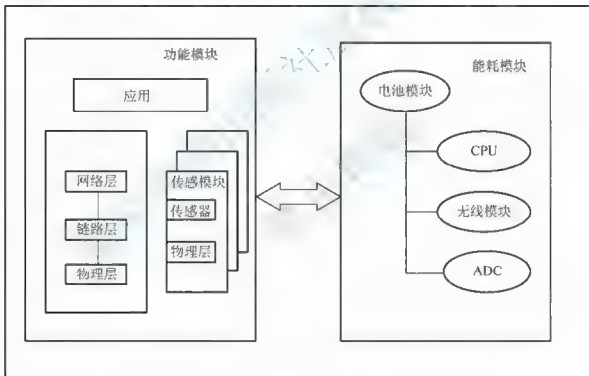 功能模块
应用
网络层
链路层
物理层
传感模块
传感器
物理层
能耗模块
电池模块
CPU
无线模块
ADC